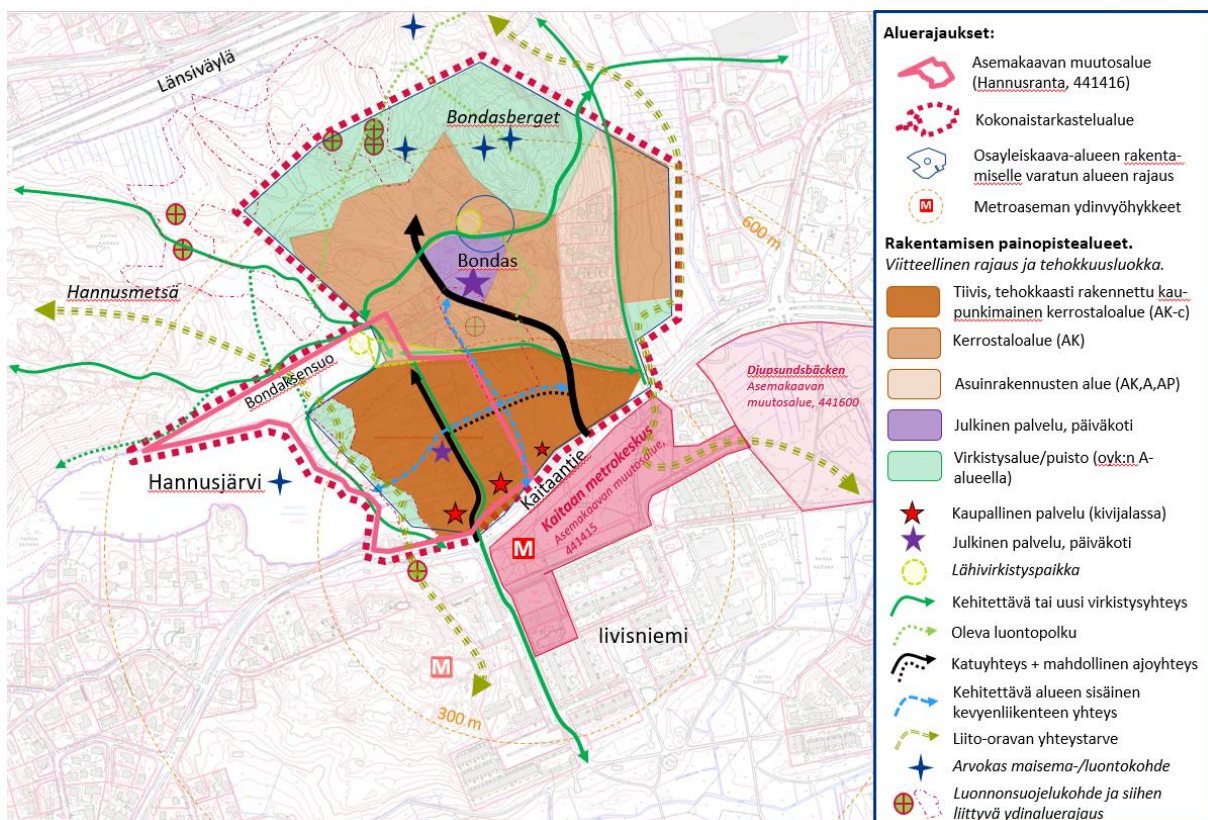 Länsiväylä
Bondasberget
600 m
Bondas
Hannusmetsä
Bondaksensuo
Djupsundsbäcken
Asemakaavan
muutosalue, 441600
Hannusjärvi
Kaitaantie
Kaitaan metrokeskus
Asemakaavan muutosalue,
441415
M
Iivisniemi
M
300 m
Aluerajaukset:
Asemakaavan muutosalue
(Hannusranta, 441416)
Kokonaistarkastelualue
Osayleiskaava-alueen rakenta-
miselle varatun alueen rajaus
M
Metroaseman ydinvyöhykkeet
Rakentamisen painopistealueet.
Viitteellinen rajaus ja tehokkuusluokka.
Tiivis, tehokkaasti rakennettu kau-
punkimainen kerrostaloalue (AK-c)
Kerrostaloalue (AK)
Asuinrakennusten alue (AK,A,AP)
Julkinen palvelu, päiväkoti
Virkistysalue/puisto (oyk:n A-
alueella)
Kaupallinen palvelu (kivijalassa)
Julkinen palvelu, päiväkoti
Lähivirkistyspaikka
Kehitettävä tai uusi virkistysyhteys
Oleva luontopolku
Katuyhteys + mahdollinen ajoyhteys
Kehitettävä alueen sisäinen
kevyenliikenteen yhteys
Liito-oravan yhteystarve
Arvokas maisema-/luontokohde
Luonnonsuojelukohde ja siihen
liittyvä ydinaluerajaus